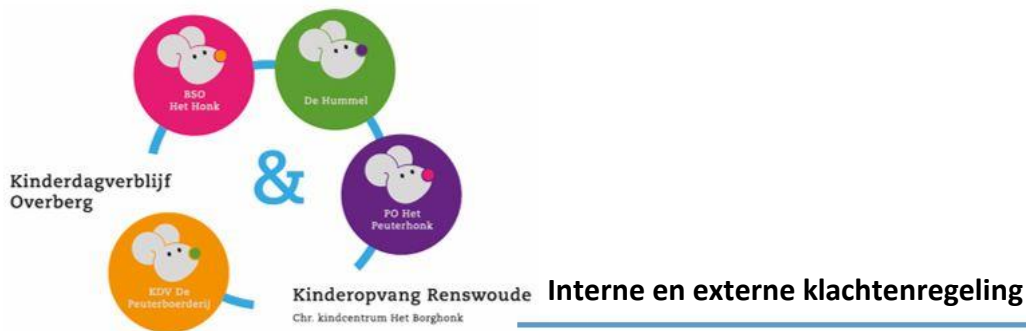 BSO
Het Honk
De Hummel
Kinderdagverblijf
Overberg
&
PO Het
Peuterhonk
KDV De
Peuterboerderij
Kinderopvang Renswoude
Chr. kindcentrum Het Borghonk
Interne en externe klachtenregeling